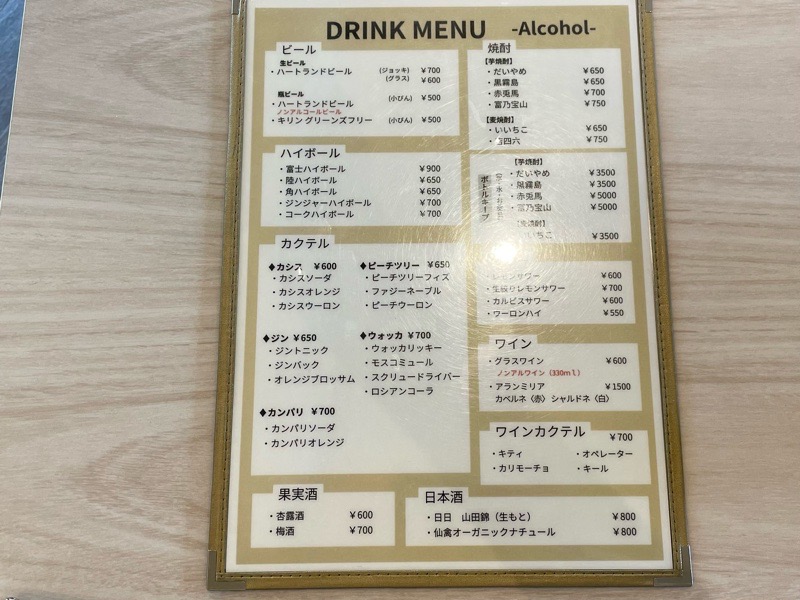 DRINK MENU -Alcohol-
ビール
生ビール
・ハートランドビール (ジョッキ) ¥700
(グラス) ¥600
瓶ビール
・ハートランドビール (小びん) ¥500
ノンアルコールビール
・キリン グリーンズフリー (小びん) ¥500
ハイボール
・富士ハイボール ¥900
・陸ハイボール ¥650
・角ハイボール ¥650
・ジンジャーハイボール ¥700
・コークハイボール ¥700
カクテル
♦カシス ¥600
・カシスソーダ
・カシスオレンジ
・カシスウーロン
♦ピーチツリー ¥650
・ピーチツリーフィズ
・ファジーネーブル
・ピーチウーロン
♦ジン ¥650
・ジントニック
・ジンバック
・オレンジブロッサム
♦ウォッカ ¥700
・ウォッカリッキー
・モスコミュール
・スクリュードライバー
・ロシアンコーラ
♦カンパリ ¥700
・カンパリソーダ
・カンパリオレンジ
果実酒
・杏露酒 ¥600
・梅酒 ¥700
焼酎
【芋焼酎】
・だいやめ ¥650
・黒霧島 ¥650
・赤兎馬 ¥700
・富乃宝山 ¥750
【麦焼酎】
・いいちこ ¥650
四六 ¥750
ボトルキープ
【芋焼酎】
・だいやめ ¥3500
・黒霧島 ¥3500
・赤兎馬 ¥5000
・富乃宝山 ¥5000
麦焼酎】
いちこ ¥3500
・レモンサワー ¥600
・生絞りレモンサワー ¥700
・カルピスサワー ¥600
・ウーロンハイ ¥550
ワイン
・グラスワイン ¥600
ノンアルワイン（330ml）
・アランミリア ¥1500
カベルネ〈赤〉シャルドネ〈白〉
ワインカクテル ¥700
・キティ ・オペレーター
・カリモーチョ ・キール
日本酒
・日日 山田錦（生もと） ¥800
・仙禽オーガニックナチュール ¥800